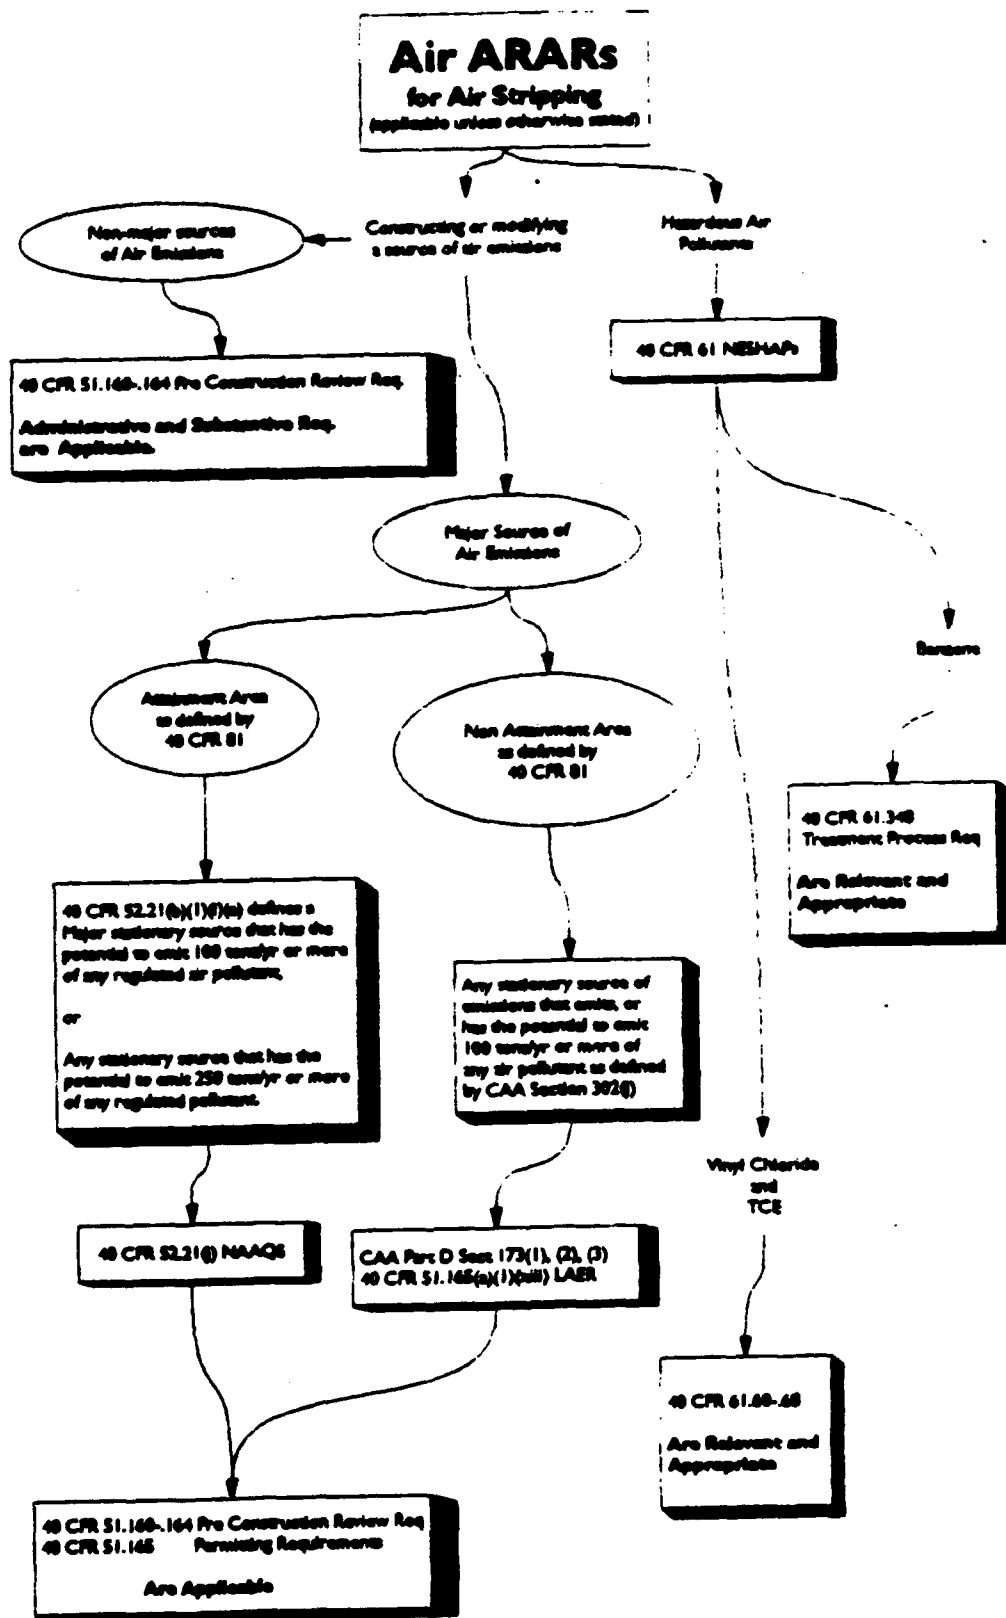 Air ARARs
for Air Stripping
(applicable unless otherwise stated)
Non-major sources
of Air Emissions
Constructing or modifying
a source of air emissions
Hazardous Air
Pollutants
40 CFR 51.160-.164 Pre Construction Review Req.
Administrative and Substantive Req.
are Applicable.
40 CFR 61 NESHAPs
Major Source of
Air Emissions
Benzene
Attainment Area
as defined by
40 CFR 81
Non Attainment Area
as defined by
40 CFR 81
40 CFR 61.348
Treatment Process Req
Are Relevant and
Appropriate
40 CFR 52.21(b)(1)(i)(a) defines a
Major stationary source that has the
potential to emit 100 tons/yr or more
of any regulated air pollutant,
or
Any stationary source that has the
potential to emit 250 tons/yr or more
of any regulated pollutant.
Any stationary source of
emissions that emits, or
has the potential to emit
100 tons/yr or more of
any air pollutant as defined
by CAA Section 302(j)
Vinyl Chloride
and
TCE
40 CFR 52.21(j) NAAQS
CAA Part D Sect 173(1), (2), (3)
40 CFR 51.165(a)(1)(xiii) LAER
40 CFR 61.60-.68
Are Relevant and
Appropriate
40 CFR 51.160-.164 Pre Construction Review Req
40 CFR 51.165 Permitting Requirements
Are Applicable